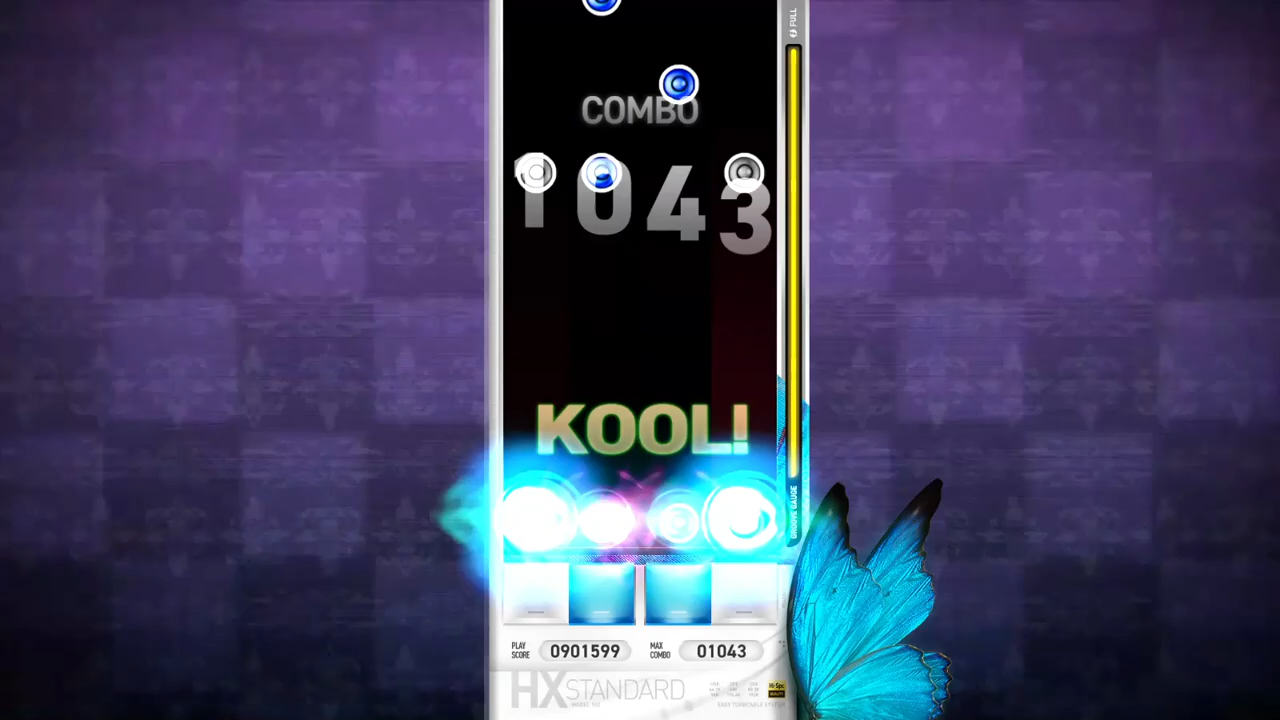 FULL
COMBO
1043
KOOL!
GROOVE GAUGE
PLAY SCORE 0901599
MAX COMBO 01043
HX STANDARD